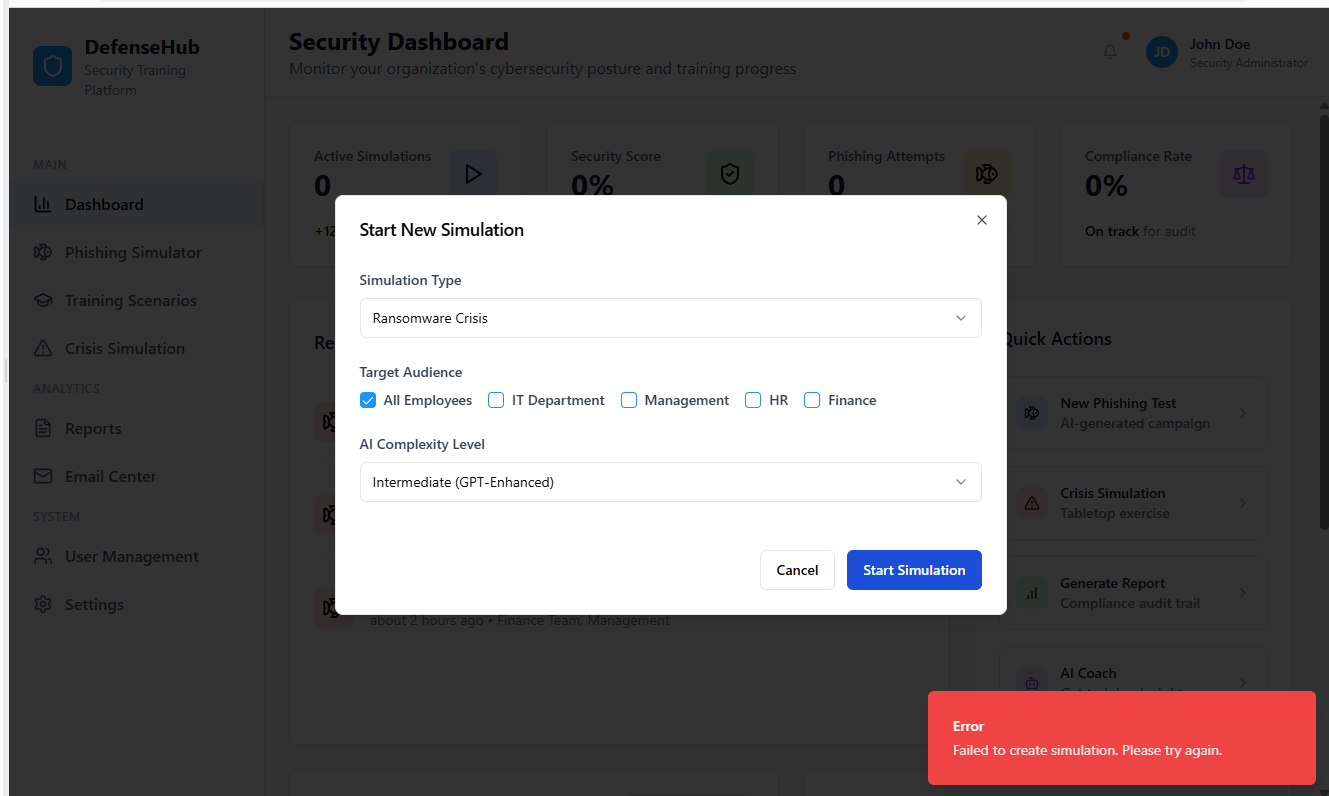 DefenseHub
Security Training
Platform
MAIN
Dashboard
Phishing Simulator
Training Scenarios
Crisis Simulation
ANALYTICS
Reports
Email Center
SYSTEM
User Management
Settings
Security Dashboard
Monitor your organization's cybersecurity posture and training progress
JD
John Doe
Security Administrator
Active Simulations
0
+12
Security Score
0%
Phishing Attempts
0
Compliance Rate
0%
On track for audit
Start New Simulation
Simulation Type
Ransomware Crisis
Target Audience
All Employees IT Department Management HR Finance
AI Complexity Level
Intermediate (GPT-Enhanced)
Cancel
Start Simulation
about 2 hours ago • Finance Team, Management
Quick Actions
New Phishing Test
AI-generated campaign
Crisis Simulation
Tabletop exercise
Generate Report
Compliance audit trail
AI Coach
Error
Failed to create simulation. Please try again.